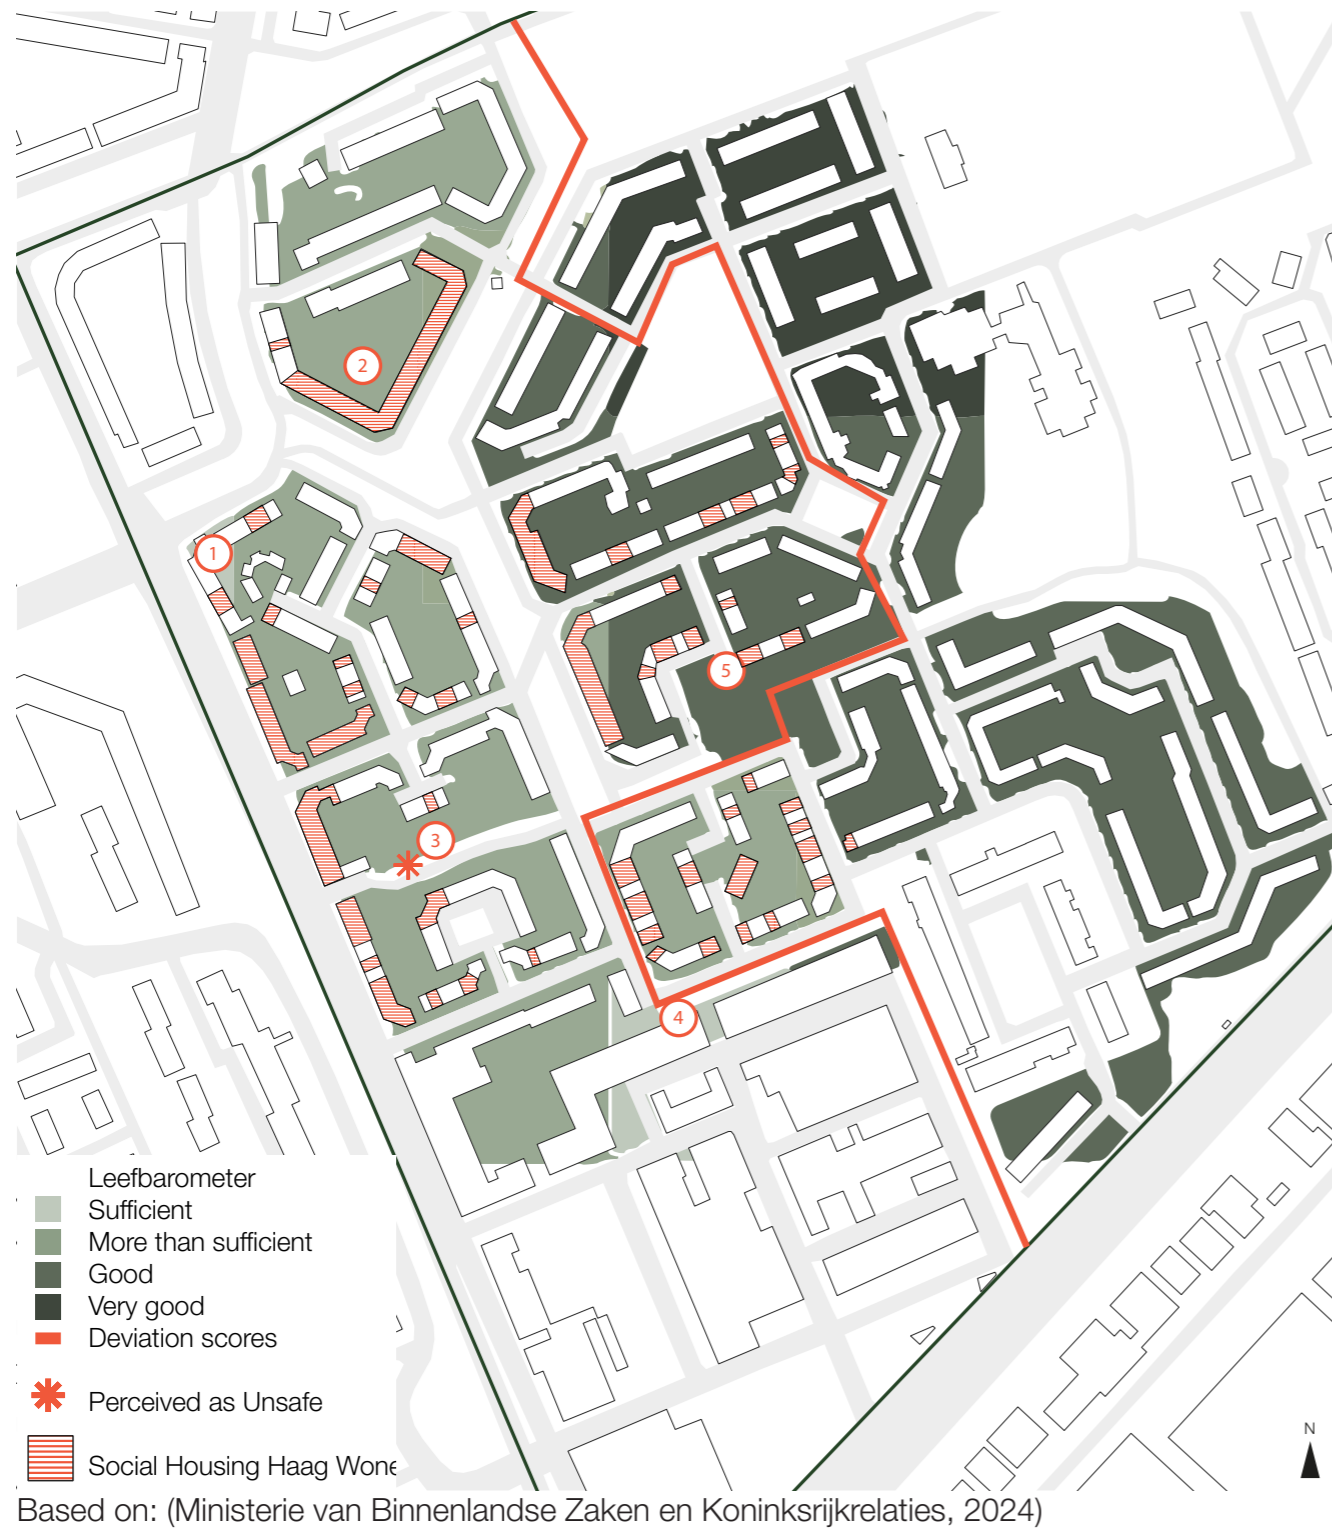 2
1
5
3
4
Leefbarometer
Sufficient
More than sufficient
Good
Very good
Deviation scores
Perceived as Unsafe
Social Housing Haag Wone
N
Based on: (Ministerie van Binnenlandse Zaken en Koninksrijkrelaties, 2024)